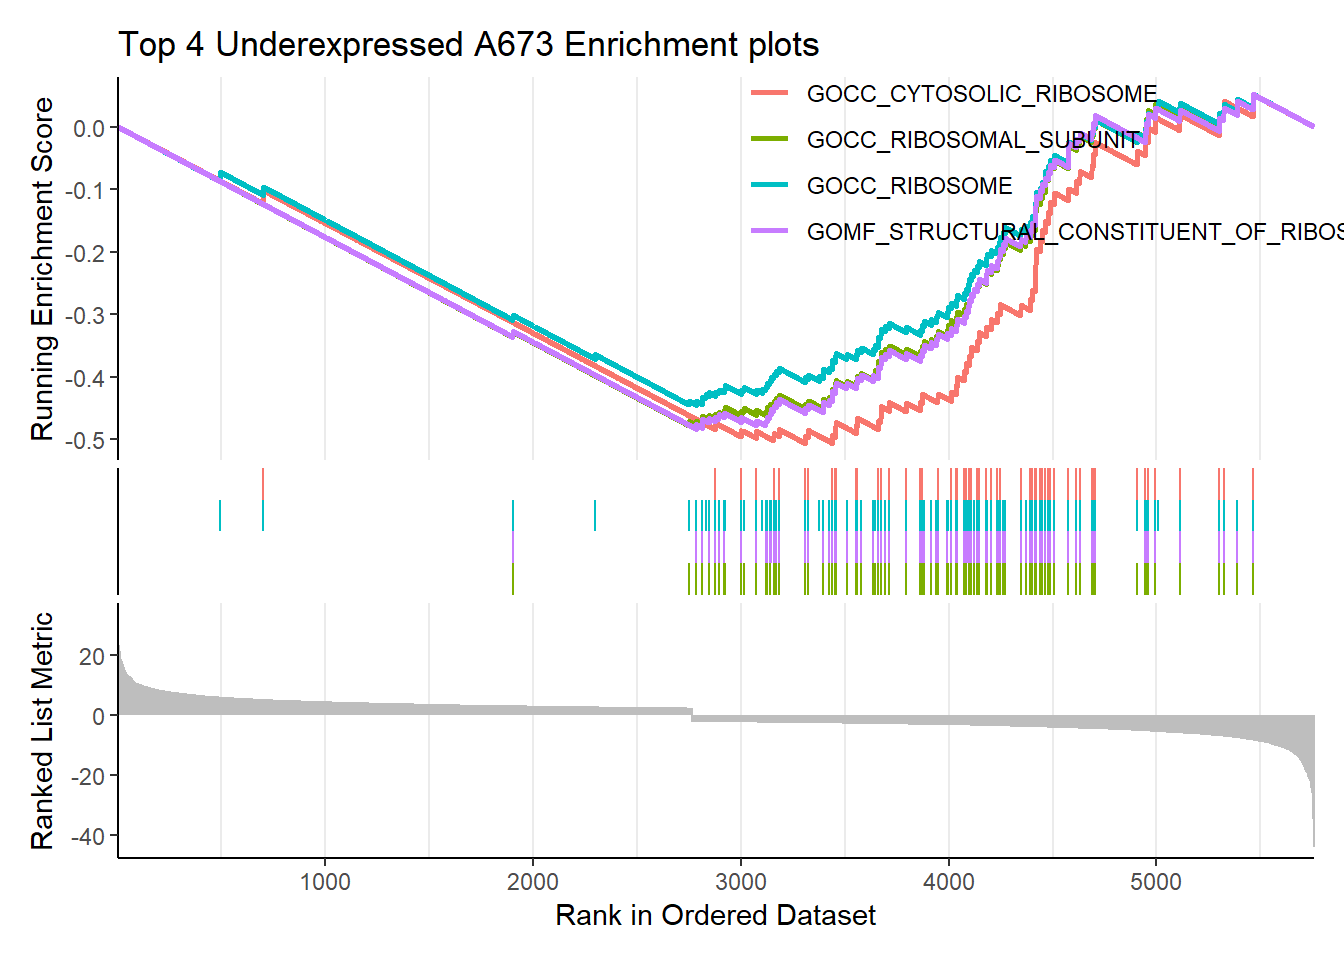 Top 4 Underexpressed A673 Enrichment plots
Running Enrichment Score
0.0
-0.1
-0.2
-0.3
-0.4
-0.5
GOCC_CYTOSOLIC_RIBOSOME
GOCC_RIBOSOMAL_SUBUNIT
GOCC_RIBOSOME
GOMF_STRUCTURAL_CONSTITUENT_OF_RIBOS
Ranked List Metric
20
0
-20
-40
1000 2000 3000 4000 5000
Rank in Ordered Dataset